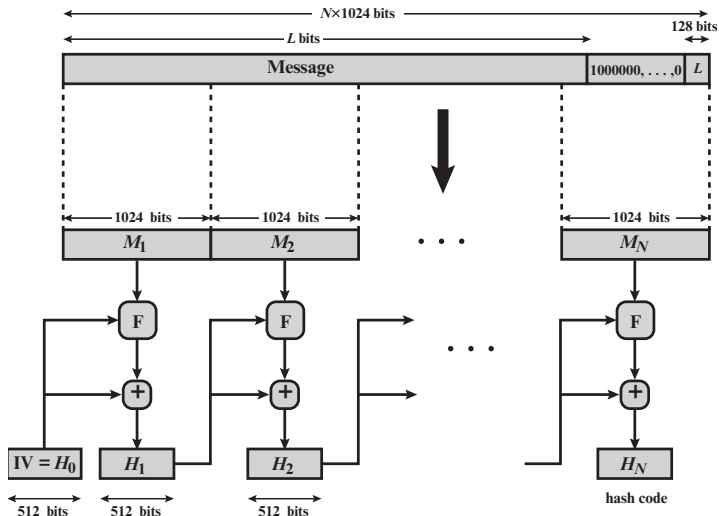 N×1024 bits
L bits
128 bits
Message
1000000, . . . ,0
L
1024 bits
1024 bits
1024 bits
M1
M2
. . .
MN
F
F
F
. . .
+
+
+
IV = H0
H1
H2
HN
512 bits
512 bits
512 bits
hash code